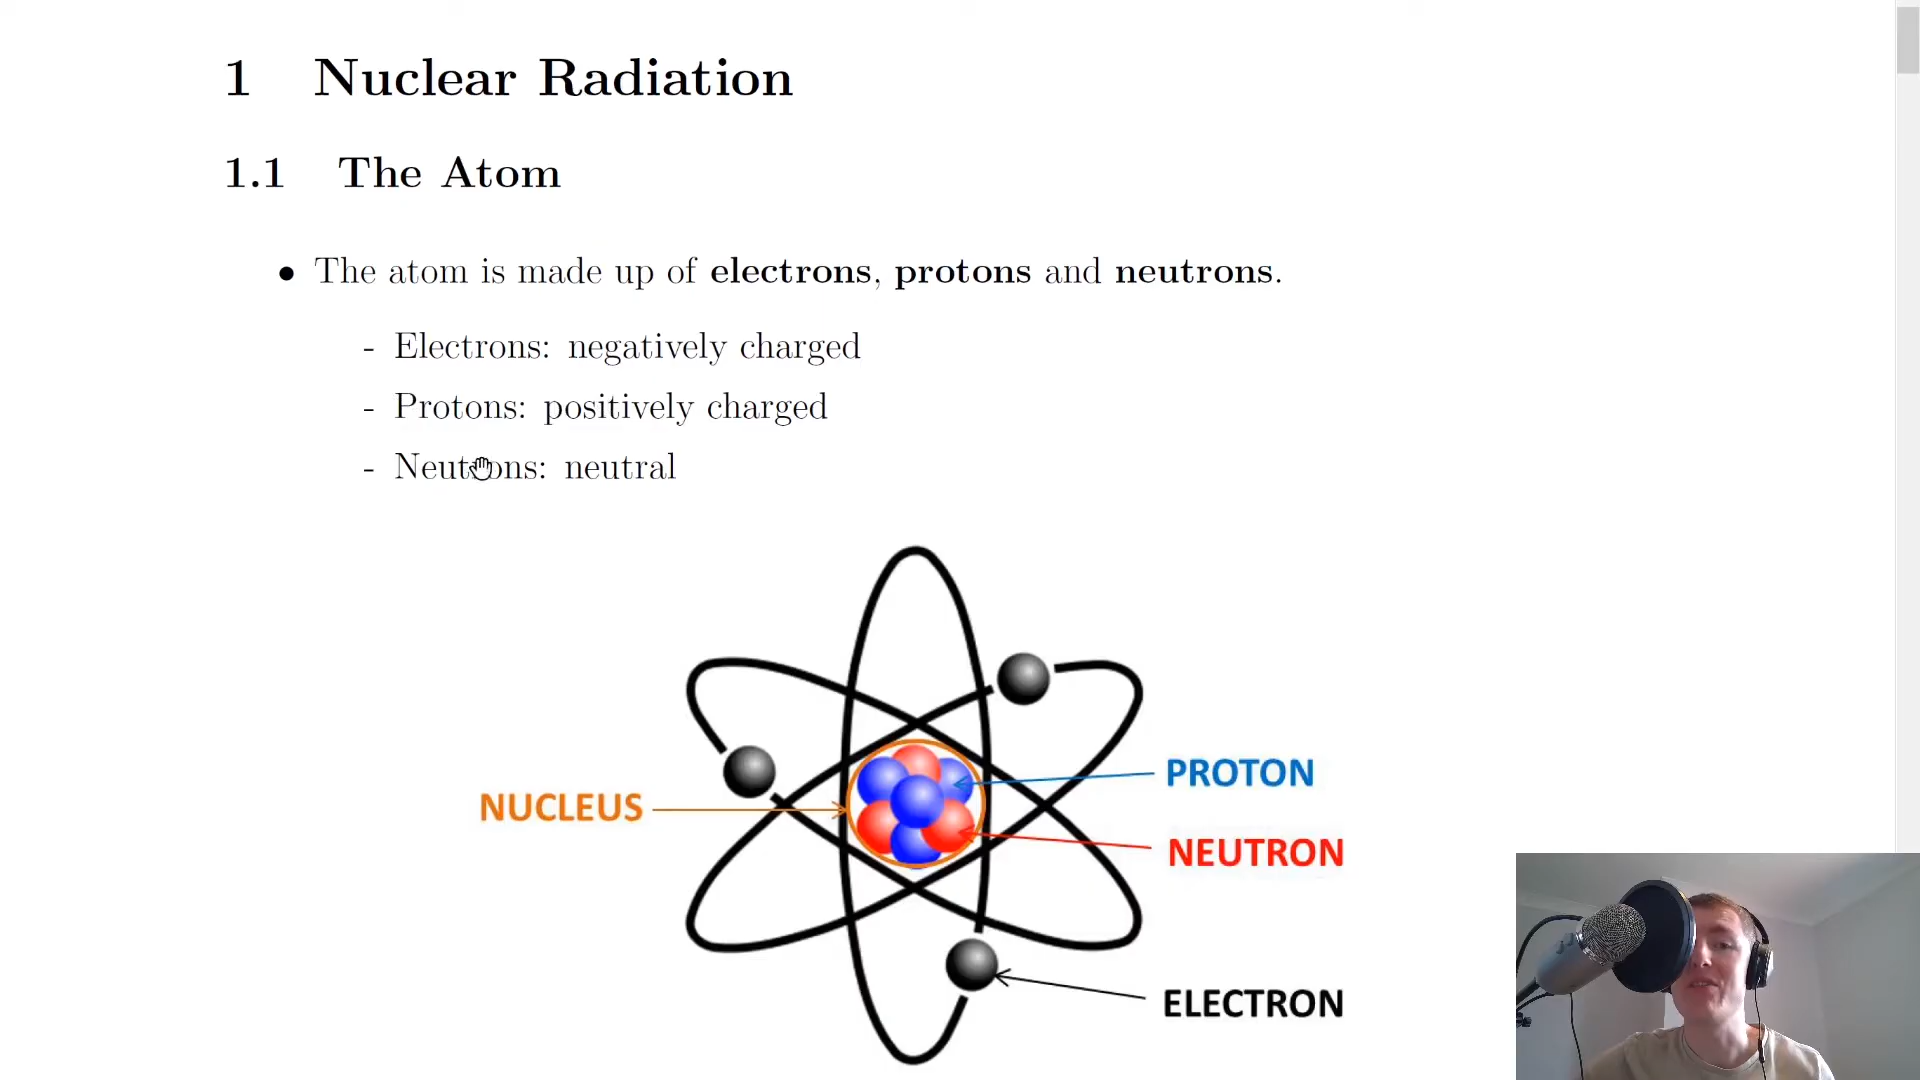 1 Nuclear Radiation
1.1 The Atom
• The atom is made up of electrons, protons and neutrons.
- Electrons: negatively charged
- Protons: positively charged
- Neutrons: neutral
PROTON
NUCLEUS
NEUTRON
ELECTRON